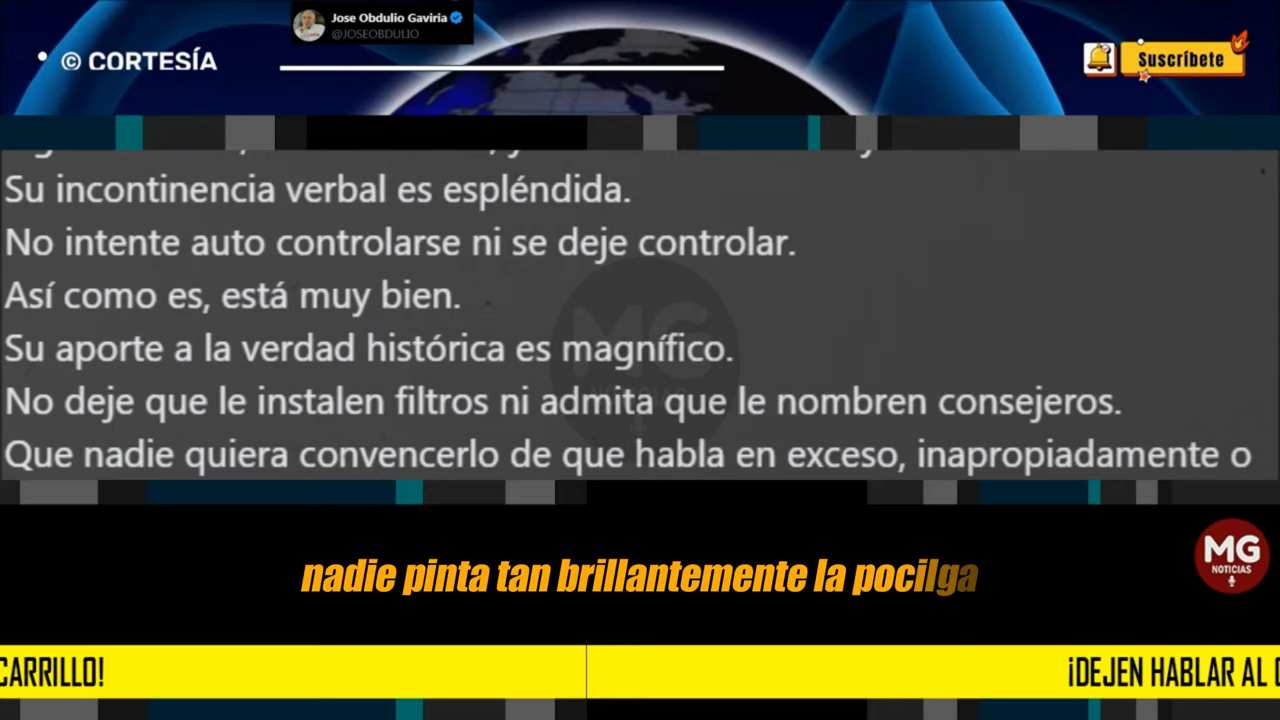 Jose Obdulio Gaviria
@JOSEOBDULIO
© CORTESÍA
Suscríbete
Su incontinencia verbal es espléndida.
No intente auto controlarse ni se deje controlar.
Así como es, está muy bien.
Su aporte a la verdad histórica es magnífico.
No deje que le instalen filtros ni admita que le nombren consejeros.
Que nadie quiera convencerlo de que habla en exceso, inapropiadamente o
nadie pinta tan brillantemente la pocilga
MG
NOTICIAS
CARRILLO!
¡DEJEN HABLAR AL